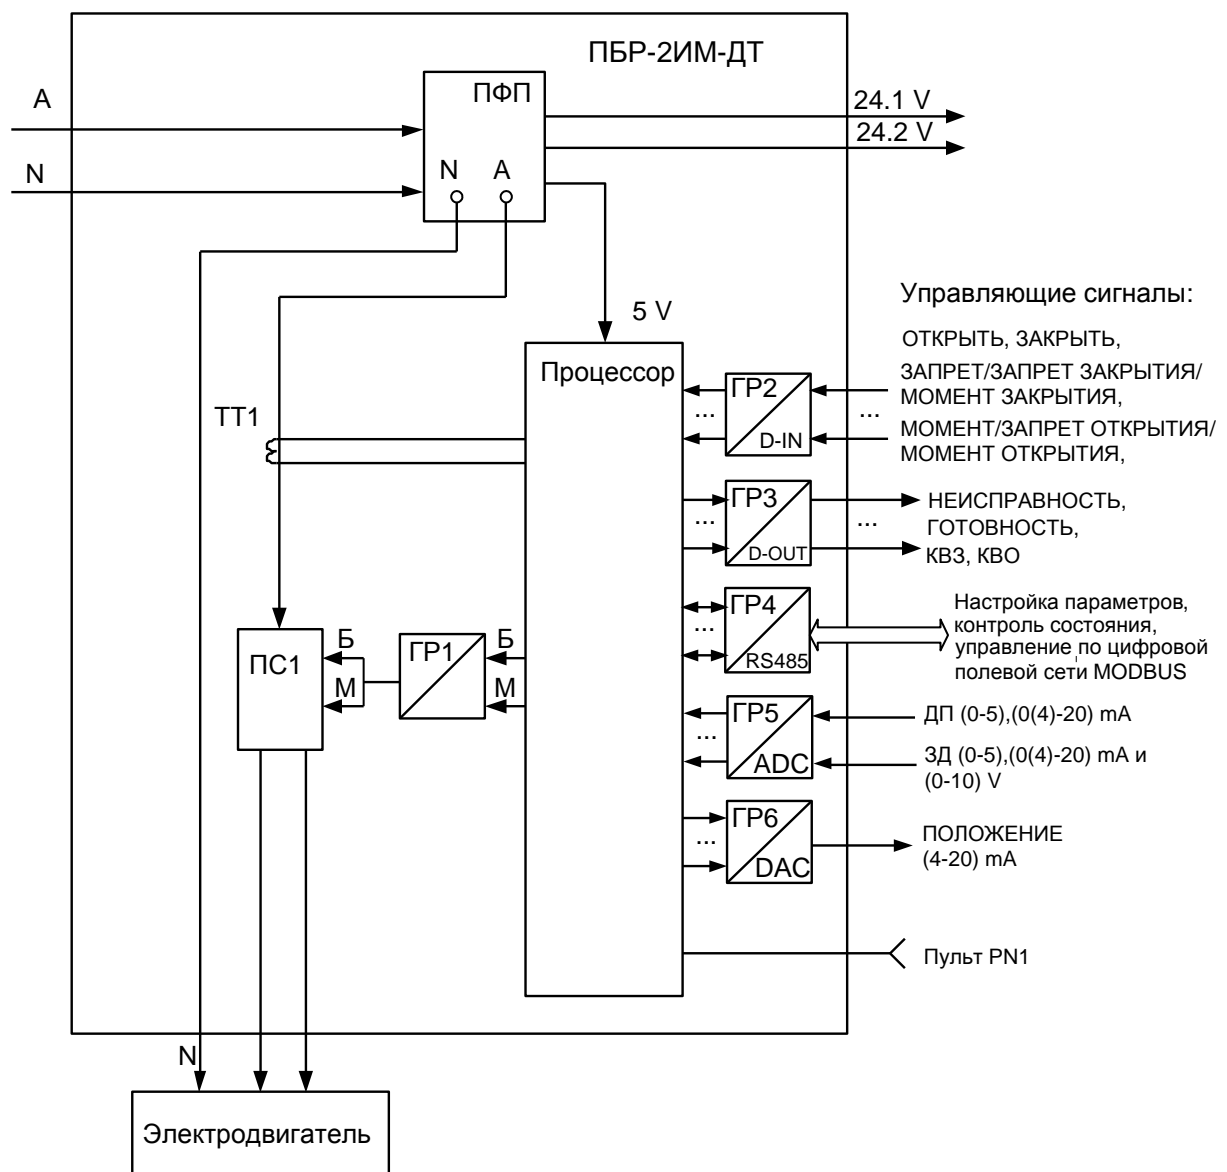 ПБР-2ИМ-ДТ
ПФП
A
24.1 V
24.2 V
N
N A
5 V
Управляющие сигналы:
ОТКРЫТЬ, ЗАКРЫТЬ,
Процессор
ГР2
...
D-IN
...
ЗАПРЕТ/ЗАПРЕТ ЗАКРЫТИЯ/
МОМЕНТ ЗАКРЫТИЯ,
МОМЕНТ/ЗАПРЕТ ОТКРЫТИЯ/
МОМЕНТ ОТКРЫТИЯ,
ТТ1
ГР3
...
D-OUT
...
НЕИСПРАВНОСТЬ,
ГОТОВНОСТЬ,
КВЗ, КВО
ГР4
...
RS485
Настройка параметров,
контроль состояния,
управление по цифровой
полевой сети MODBUS
ПС1
Б
М
ГР1
Б
М
ГР5
...
ADC
ДП (0-5),(0(4)-20) mA
ЗД (0-5),(0(4)-20) mA и
(0-10) V
ГР6
...
DAC
ПОЛОЖЕНИЕ
(4-20) mA
Пульт PN1
N
Электродвигатель